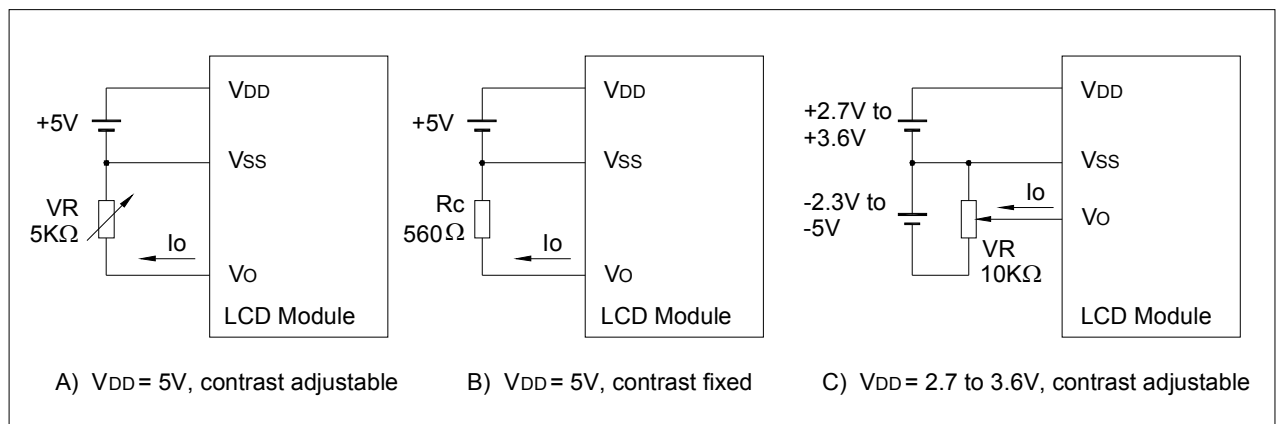 VDD
+5V
VSS
VR
5KΩ
Io
VO
LCD Module
A) VDD = 5V, contrast adjustable
VDD
+5V
VSS
Rc
560Ω
Io
VO
LCD Module
B) VDD = 5V, contrast fixed
VDD
+2.7V to
+3.6V
VSS
-2.3V to
-5V
Io
VO
VR
10KΩ
LCD Module
C) VDD = 2.7 to 3.6V, contrast adjustable